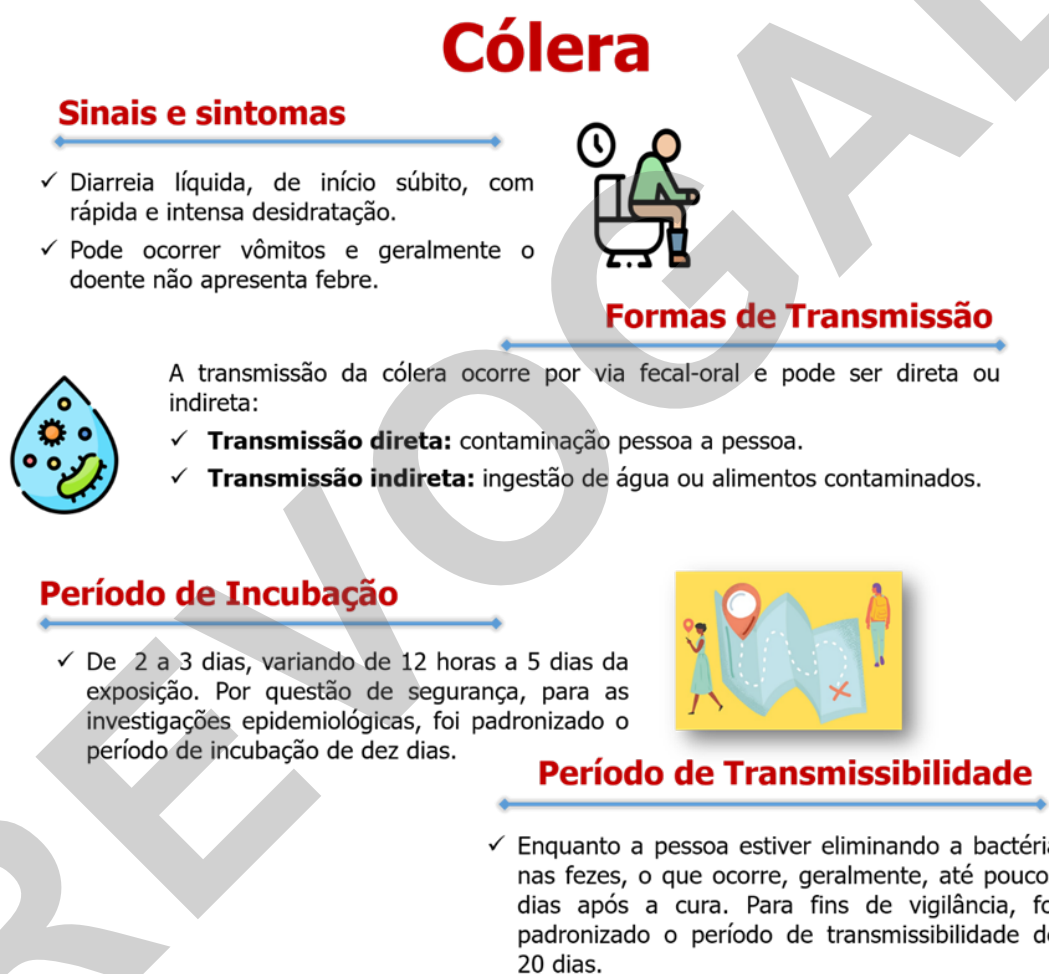 Cólera
Sinais e sintomas
✓ Diarreia líquida, de início súbito, com
rápida e intensa desidratação.
✓ Pode ocorrer vômitos e geralmente o
doente não apresenta febre.
Formas de Transmissão
A transmissão da cólera ocorre por via fecal-oral e pode ser direta ou
indireta:
✓ Transmissão direta: contaminação pessoa a pessoa.
✓ Transmissão indireta: ingestão de água ou alimentos contaminados.
Período de Incubação
✓ De 2 a 3 dias, variando de 12 horas a 5 dias da
exposição. Por questão de segurança, para as
investigações epidemiológicas, foi padronizado o
período de incubação de dez dias.
Período de Transmissibilidade
✓ Enquanto a pessoa estiver eliminando a bactéria
nas fezes, o que ocorre, geralmente, até pouco
dias após a cura. Para fins de vigilância, fo
padronizado o período de transmissibilidade d
20 dias.
REVOGA